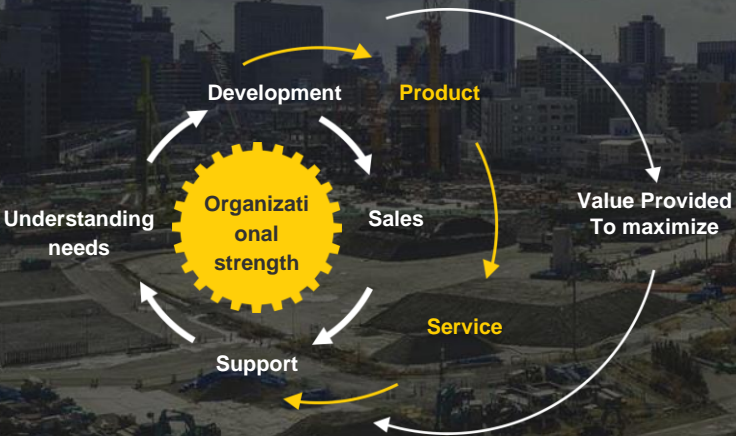 Development
Product
Understanding
needs
Organizati
onal
strength
Sales
Value Provided
To maximize
Service
Support